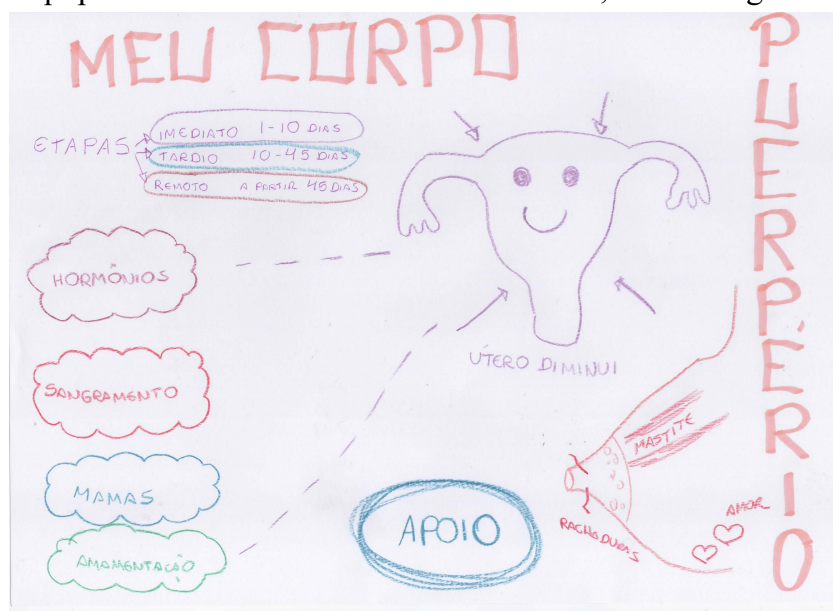 MEU CORPO
PUERPÉRIO
ETAPAS
IMEDIATO 1-10 DIAS
TARDIO 10-45 DIAS
REMOTO A PARTIR 45 DIAS
HORMÔNIOS
SANGRAMENTO
MAMAS
AMAMENTAÇÃO
ÚTERO DIMINUI
MASTITE
RACHADURAS
AMOR
APOIO